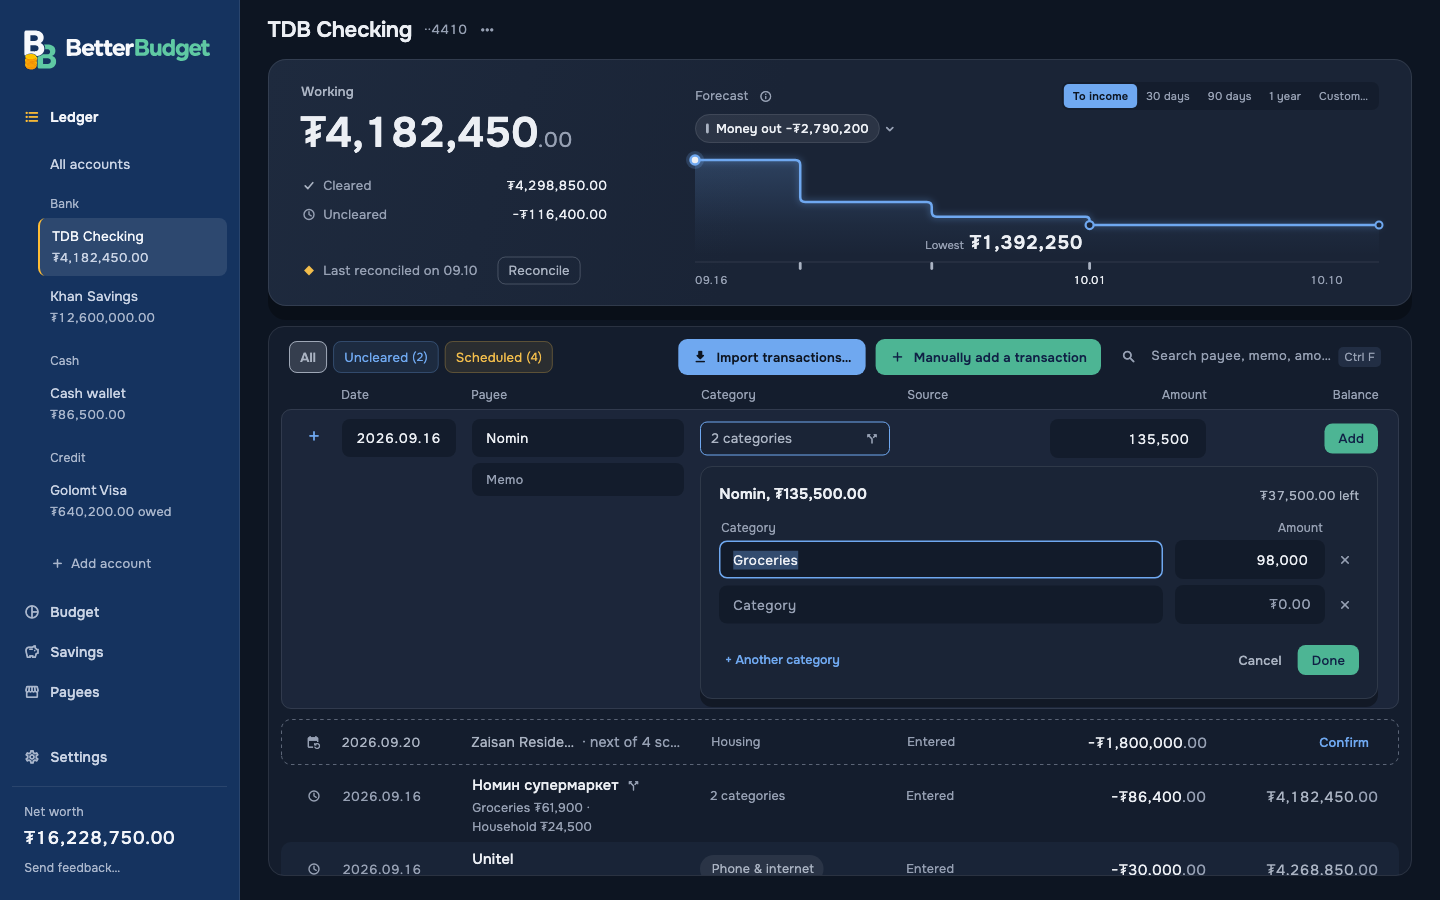 BetterBudget
Ledger
All accounts
Bank
TDB Checking
₮4,182,450.00
Khan Savings
₮12,600,000.00
Cash
Cash wallet
₮86,500.00
Credit
Golomt Visa
₮640,200.00 owed
+ Add account
Budget
Savings
Payees
Settings
Net worth
₮16,228,750.00
Send feedback...
TDB Checking ··4410 •••
Working
₮4,182,450.00
Cleared ₮4,298,850.00
Uncleared -₮116,400.00
Last reconciled on 09.10 Reconcile
Forecast
To income 30 days 90 days 1 year Custom...
Money out -₮2,790,200
Lowest ₮1,392,250
09.16 10.01 10.10
All Uncleared (2) Scheduled (4) Import transactions... + Manually add a transaction Search payee, memo, amo... Ctrl F
Date Payee Category Source Amount Balance
+ 2026.09.16 Nomin 2 categories 135,500 Add
Memo
Nomin, ₮135,500.00 ₮37,500.00 left
Category Amount
Groceries 98,000 ×
Category ₮0.00 ×
+ Another category Cancel Done
2026.09.20 Zaisan Reside... · next of 4 sc... Housing Entered -₮1,800,000.00 Confirm
2026.09.16 Номин супермаркет 2 categories Entered -₮86,400.00 ₮4,182,450.00
Groceries ₮61,900 ·
Household ₮24,500
2026.09.16 Unitel Phone & internet Entered -₮30,000.00 ₮4,268,850.00